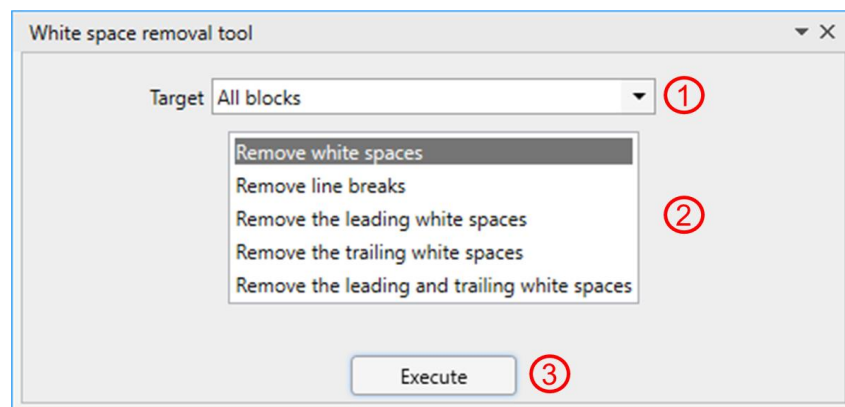 White space removal tool
Target All blocks ①
Remove white spaces
Remove line breaks
Remove the leading white spaces ②
Remove the trailing white spaces
Remove the leading and trailing white spaces
Execute ③